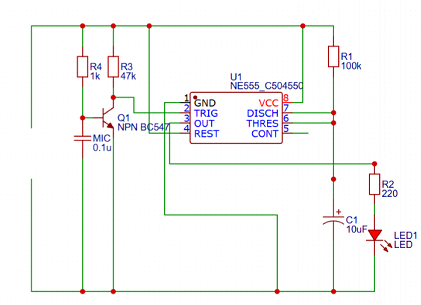 R4
1k
R3
47k
R1
100k
U1
NE555_C504550
1 GND
2 TRIG
3 OUT
4 REST
VCC 8
DISCH 7
THRES 6
CONT 5
Q1
NPN BC547
MIC
0.1u
R2
220
C1
10uF
+
LED1
LED